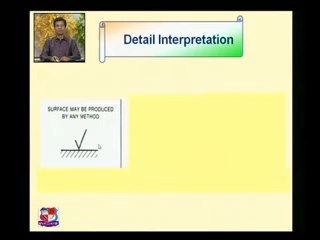 Detail Interpretation
SURFACE MAY BE PRODUCED
BY ANY METHOD